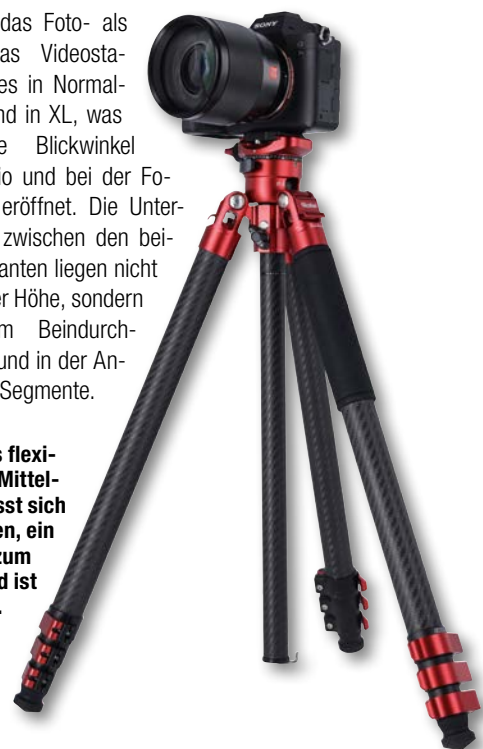 das Foto- als
as Videosta-
es in Normal-
nd in XL, was
e Blickwinkel
io und bei der Fo-
eröffnet. Die Unter-
zwischen den bei-
anten liegen nicht
er Höhe, sondern
m Beindurch-
und in der An-
Segmente.
s flexi-
Mittel-
sst sich
en, ein
zum
d ist
.
SONY